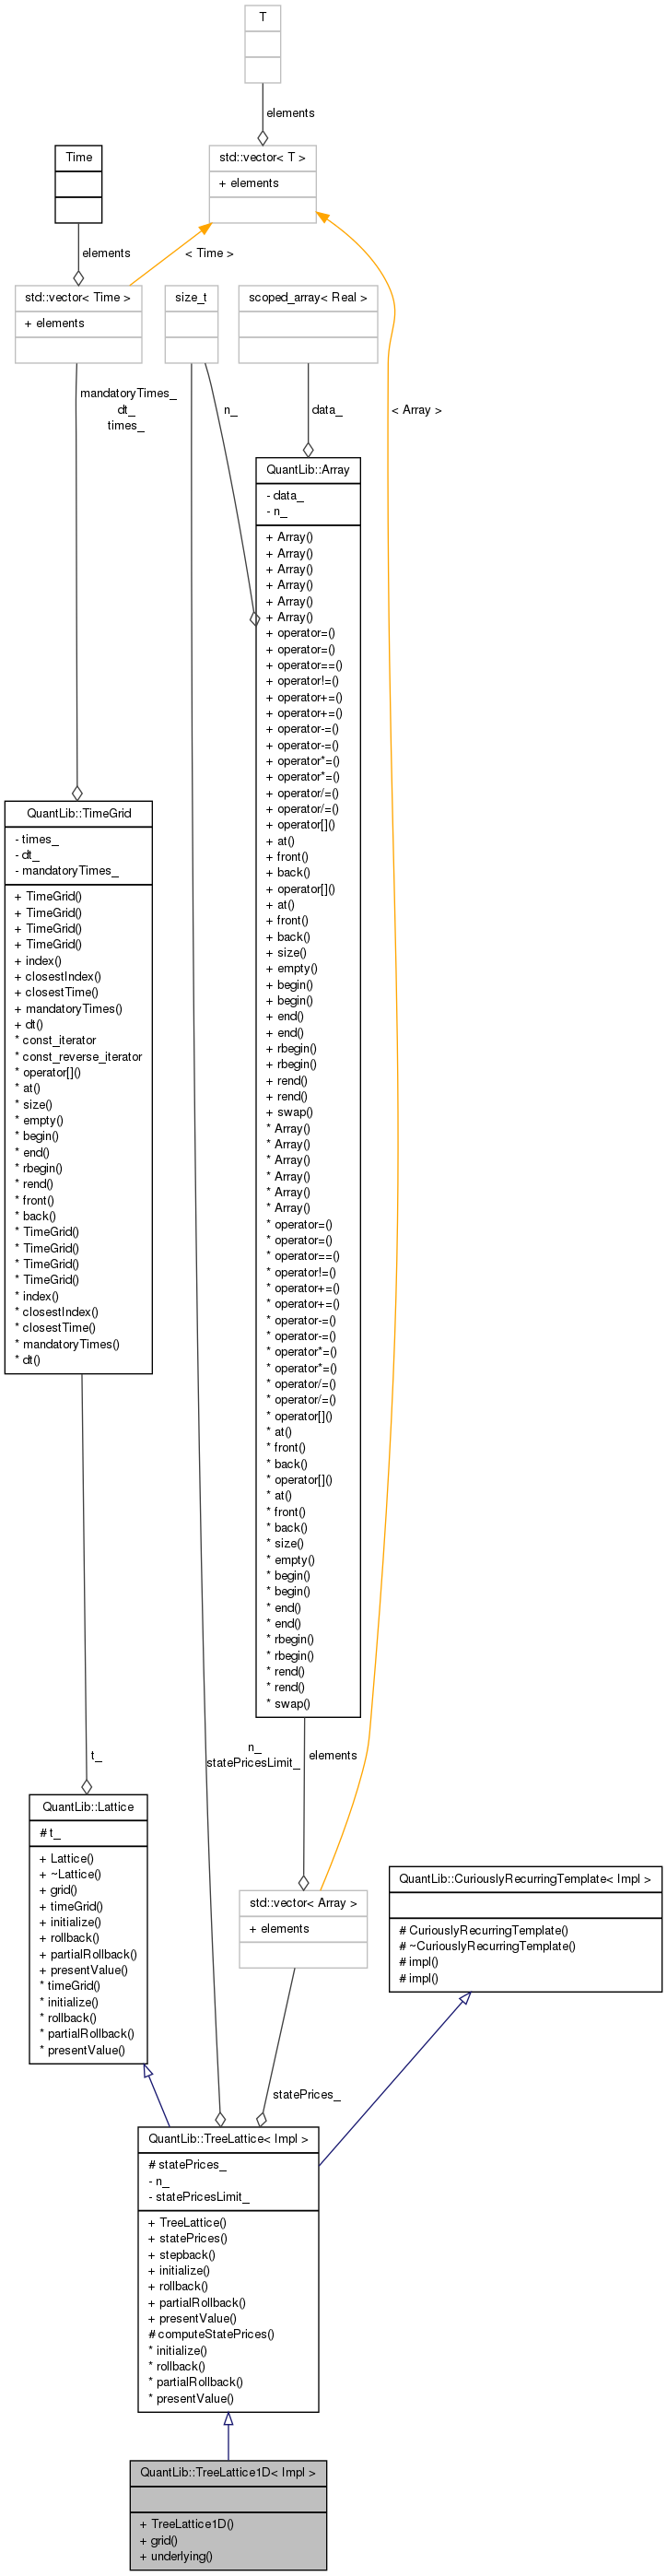 T
elements
std::vector< T >
+ elements
Time
elements
< Time >
std::vector< Time >
+ elements
size_t
scoped_array< Real >
mandatoryTimes_
dt_
times_
n_
data_
< Array >
QuantLib::Array
- data_
- n_
+ Array()
+ Array()
+ Array()
+ Array()
+ Array()
+ Array()
+ operator=()
+ operator=()
+ operator==()
+ operator!=()
+ operator+=()
+ operator+=()
+ operator-=()
+ operator-=()
+ operator*=()
+ operator*=()
+ operator/=()
+ operator/=()
+ operator[]()
+ at()
+ front()
+ back()
+ operator[]()
+ at()
+ front()
+ back()
+ size()
+ empty()
+ begin()
+ begin()
+ end()
+ end()
+ rbegin()
+ rbegin()
+ rend()
+ rend()
+ swap()
* Array()
* Array()
* Array()
* Array()
* Array()
* Array()
* operator=()
* operator=()
* operator==()
* operator!=()
* operator+=()
* operator+=()
* operator-=()
* operator-=()
* operator*=()
* operator*=()
* operator/=()
* operator/=()
* operator[]()
* at()
* front()
* back()
* operator[]()
* at()
* front()
* back()
* size()
* empty()
* begin()
* begin()
* end()
* end()
* rbegin()
* rbegin()
* rend()
* rend()
* swap()
QuantLib::TimeGrid
- times_
- dt_
- mandatoryTimes_
+ TimeGrid()
+ TimeGrid()
+ TimeGrid()
+ TimeGrid()
+ index()
+ closestIndex()
+ closestTime()
+ mandatoryTimes()
+ dt()
* const_iterator
* const_reverse_iterator
* operator[]()
* at()
* size()
* empty()
* begin()
* end()
* rbegin()
* rend()
* front()
* back()
* TimeGrid()
* TimeGrid()
* TimeGrid()
* TimeGrid()
* index()
* closestIndex()
* closestTime()
* mandatoryTimes()
* dt()
t_
n_
statePricesLimit_
elements
QuantLib::Lattice
# t_
+ Lattice()
+ ~Lattice()
+ grid()
+ timeGrid()
+ initialize()
+ rollback()
+ partialRollback()
+ presentValue()
* timeGrid()
* initialize()
* rollback()
* partialRollback()
* presentValue()
std::vector< Array >
+ elements
QuantLib::CuriouslyRecurringTemplate< Impl >
# CuriouslyRecurringTemplate()
# ~CuriouslyRecurringTemplate()
# impl()
# impl()
statePrices_
QuantLib::TreeLattice< Impl >
# statePrices_
- n_
- statePricesLimit_
+ TreeLattice()
+ statePrices()
+ stepback()
+ initialize()
+ rollback()
+ partialRollback()
+ presentValue()
# computeStatePrices()
* initialize()
* rollback()
* partialRollback()
* presentValue()
QuantLib::TreeLattice1D< Impl >
+ TreeLattice1D()
+ grid()
+ underlying()